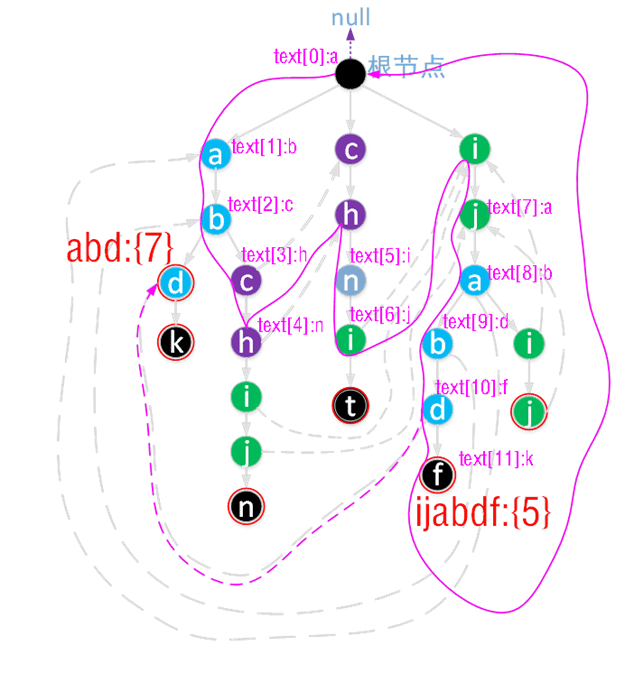 null
text[0]:a
根节点
a
text[1]:b
c
i
b
text[2]:c
h
j
text[7]:a
abd:{7}
d
c
text[3]:h
n
text[5]:i
a
text[8]:b
k
h
text[4]:n
i
text[6]:j
b
text[9]:d
i
i
t
d
text[10]:f
j
j
f
text[11]:k
n
ijabdf:{5}